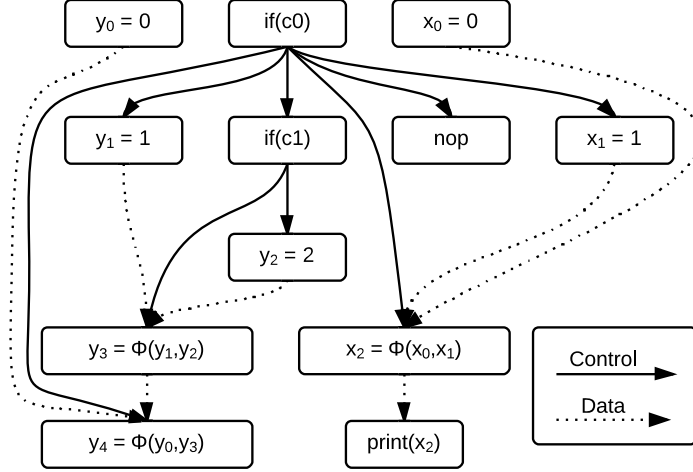 y₀ = 0
if(c0)
x₀ = 0
y₁ = 1
if(c1)
nop
x₁ = 1
y₂ = 2
y₃ = Φ(y₁,y₂)
x₂ = Φ(x₀,x₁)
Control
Data
y₄ = Φ(y₀,y₃)
print(x₂)